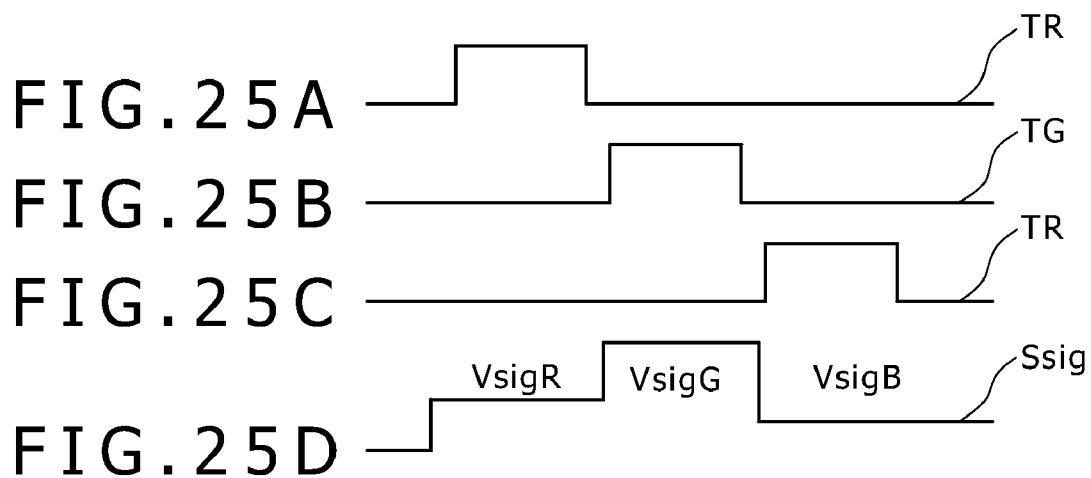 FIG.25A TR
FIG.25B TG
FIG.25C TR
FIG.25D VsigR VsigG VsigB Ssig